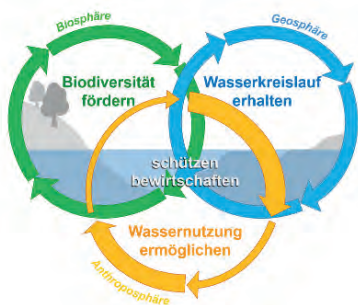 Biosphäre
Geosphäre
Biodiversität
fördern
Wasserkreislauf
erhalten
schützen
bewirtschaften
Wassernutzung
ermöglichen
Anthroposphäre